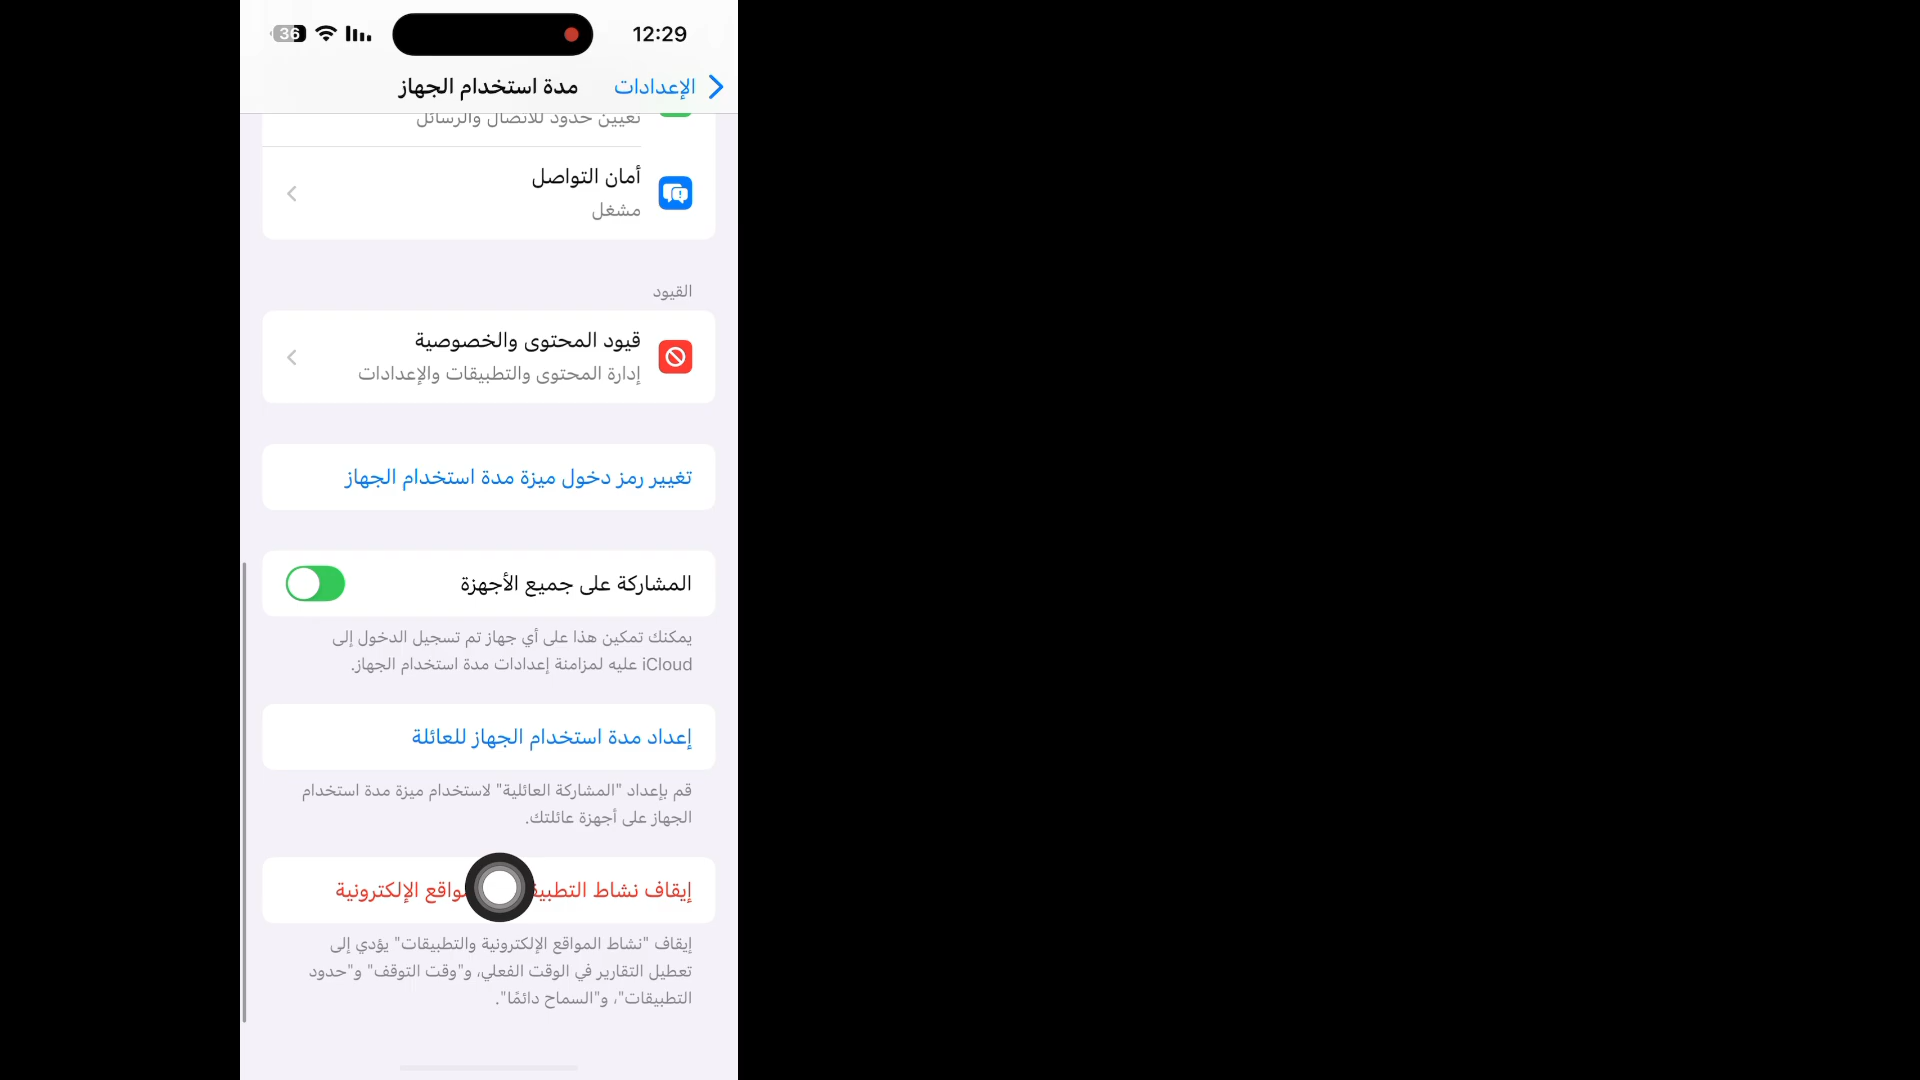 12:29
36
الإعدادات
مدة استخدام الجهاز
تعيين حدود للاتصال والرسائل
أمان التواصل
مشغل
القيود
قيود المحتوى والخصوصية
إدارة المحتوى والتطبيقات والإعدادات
تغيير رمز دخول ميزة مدة استخدام الجهاز
المشاركة على جميع الأجهزة
يمكنك تمكين هذا على أي جهاز تم تسجيل الدخول إلى
iCloud عليه لمزامنة إعدادات مدة استخدام الجهاز.
إعداد مدة استخدام الجهاز للعائلة
قم بإعداد "المشاركة العائلية" لاستخدام ميزة مدة استخدام
الجهاز على أجهزة عائلتك.
إيقاف نشاط الإلكترونية
إيقاف "نشاط المواقع الإلكترونية والتطبيقات" يؤدي إلى
تعطيل التقارير في الوقت الفعلي، و"وقت التوقف" و"حدود
التطبيقات"، و"السماح دائمًا".